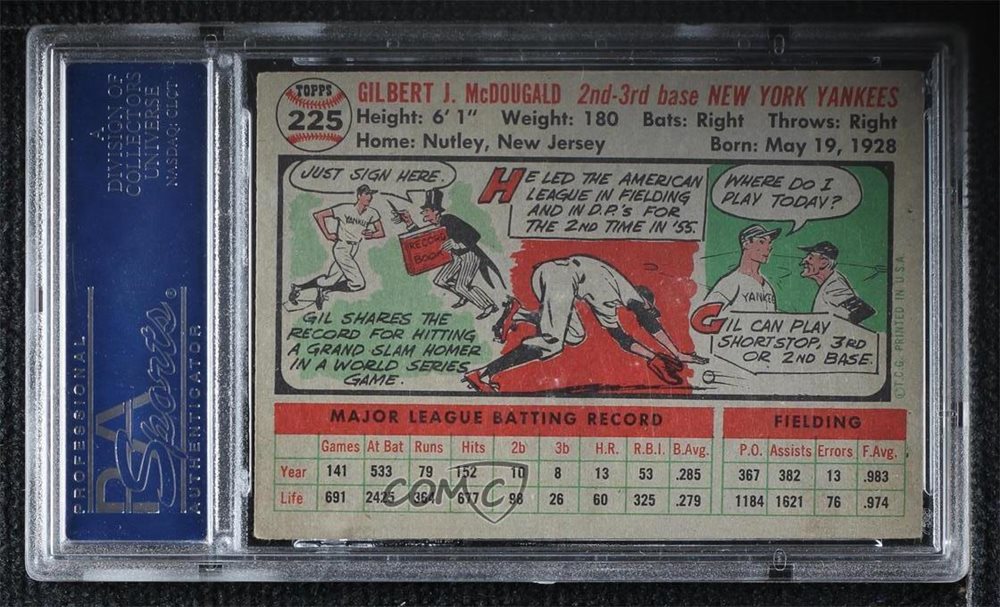 A
DIVISION OF
COLLECTORS
UNIVERSE
NASDAQ: CLCT
PROFESSIONAL
PSA
Sports®
AUTHENTICATOR
TOPPS
225
GILBERT J. McDOUGALD 2nd-3rd base NEW YORK YANKEES
Height: 6' 1" Weight: 180 Bats: Right Throws: Right
Home: Nutley, New Jersey Born: May 19, 1928
JUST SIGN HERE.
YANKEE
RECORD
BOOK
GIL SHARES THE
RECORD FOR HITTING
A GRAND SLAM HOMER
IN A WORLD SERIES
GAME.
HE LED THE AMERICAN
LEAGUE IN FIELDING
AND IN D.P.'S FOR
THE 2ND TIME IN '55.
WHERE DO I
PLAY TODAY?
YANKEE
GIL CAN PLAY
SHORTSTOP, 3RD
OR 2ND BASE.
©T.C.G. PRINTED IN U.S.A.
MAJOR LEAGUE BATTING RECORD FIELDING
Games At Bat Runs Hits 2b 3b H.R. R.B.I. B.Avg. P.O. Assists Errors F.Avg.
Year 141 533 79 152 10 8 13 53 .285 367 382 13 .983
Life 691 2425 364 677 98 26 60 325 .279 1184 1621 76 .974
COMC